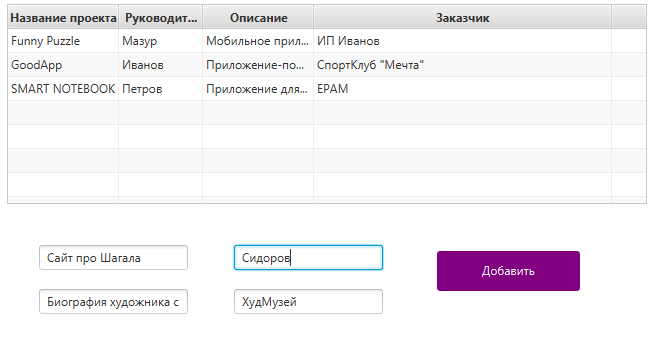 Название проекта Руководит... Описание Заказчик
Funny Puzzle Мазур Мобильное прил... ИП Иванов
GoodApp Иванов Приложение-по... СпортКлуб "Мечта"
SMART NOTEBOOK Петров Приложение для... EPAM
Сайт про Шагала Сидоров Добавить
Биография художника с ХудМузей